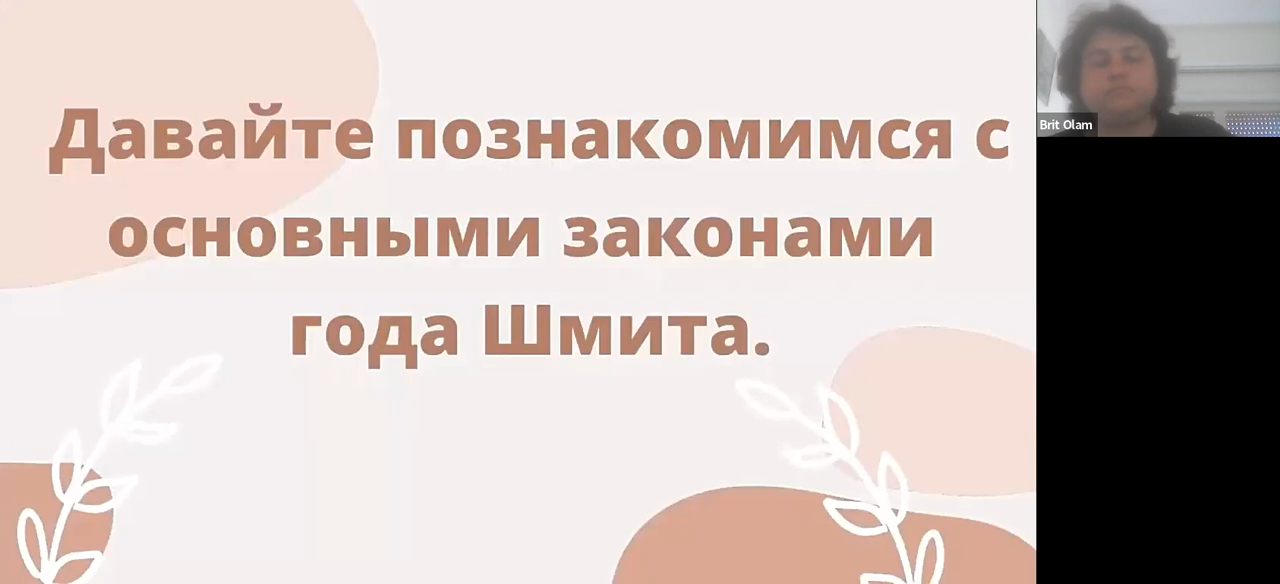 Давайте познакомимся с
основными законами
года Шмита.
Brit Olam